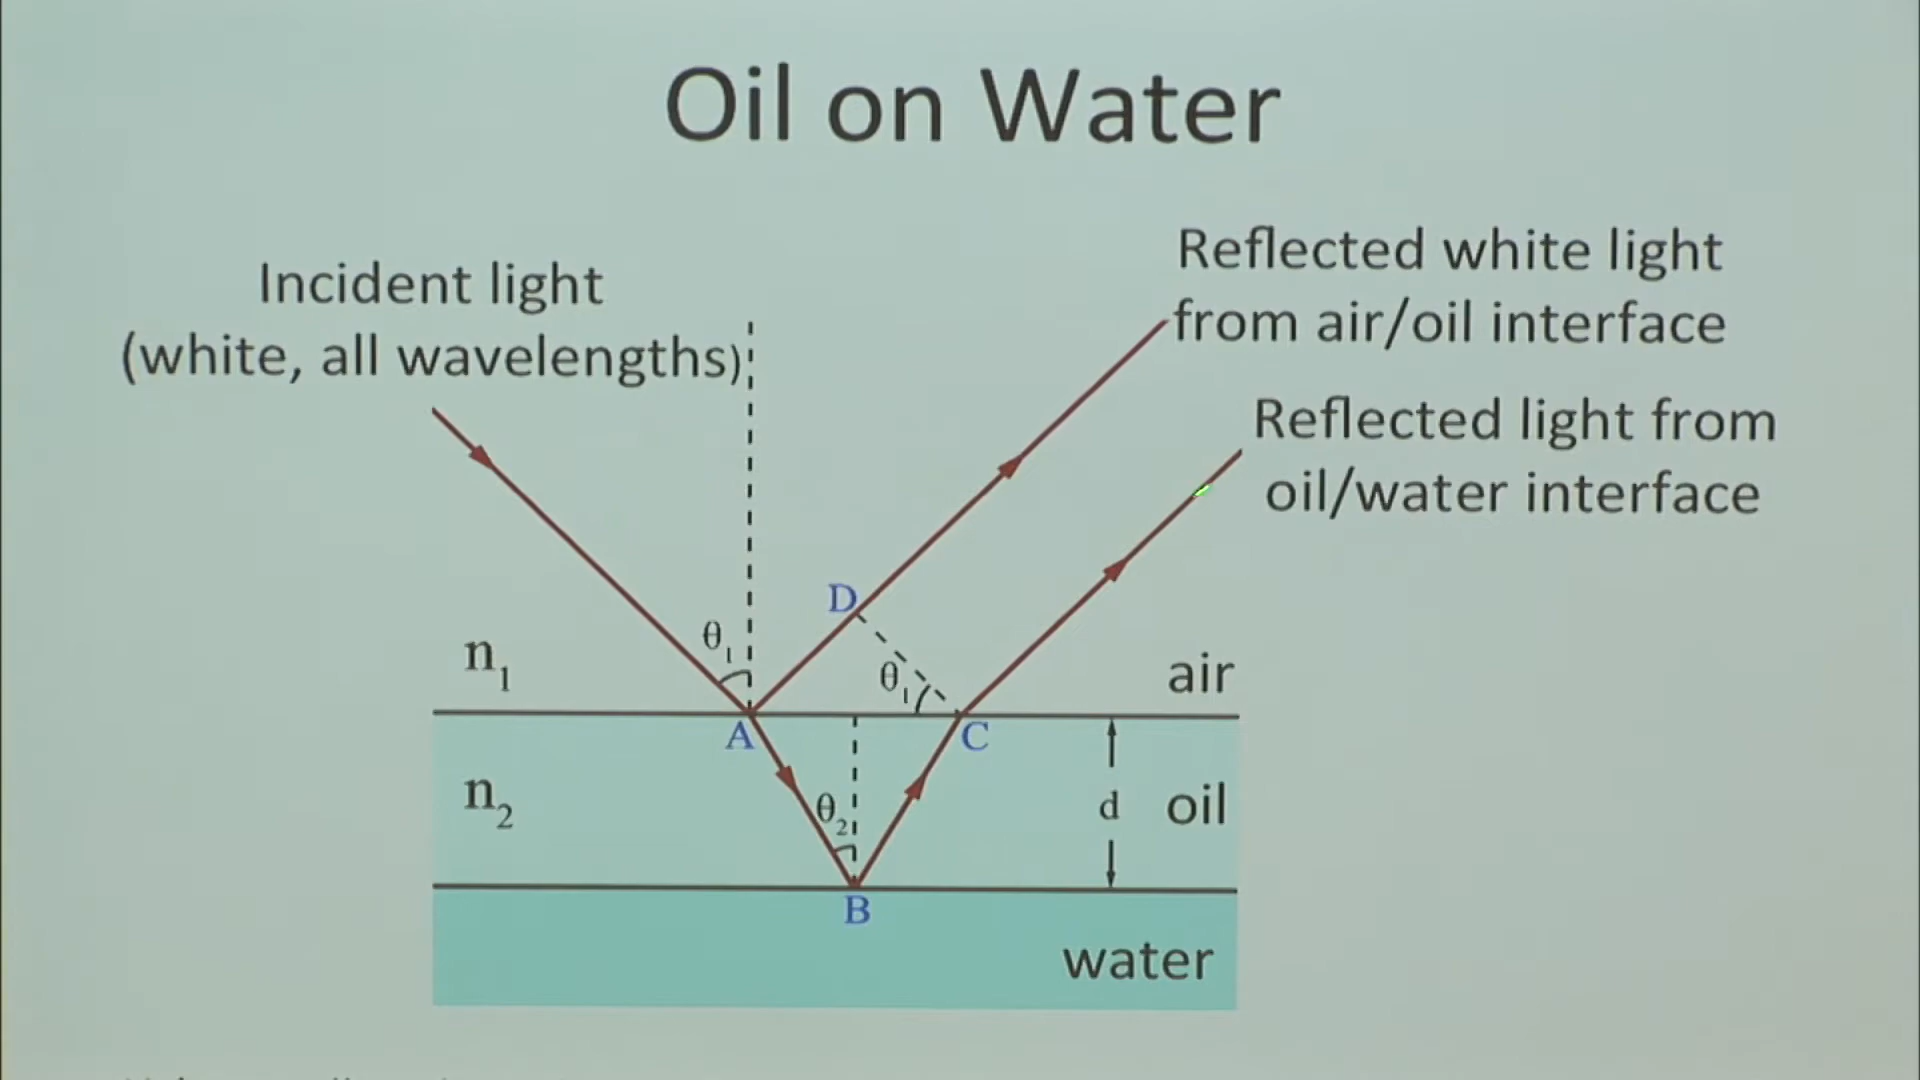 Oil on Water
Incident light
(white, all wavelengths)
Reflected white light
from air/oil interface
Reflected light from
oil/water interface
D
θ₁
θ₁
n₁
air
A
C
n₂
θ₂
d
oil
B
water